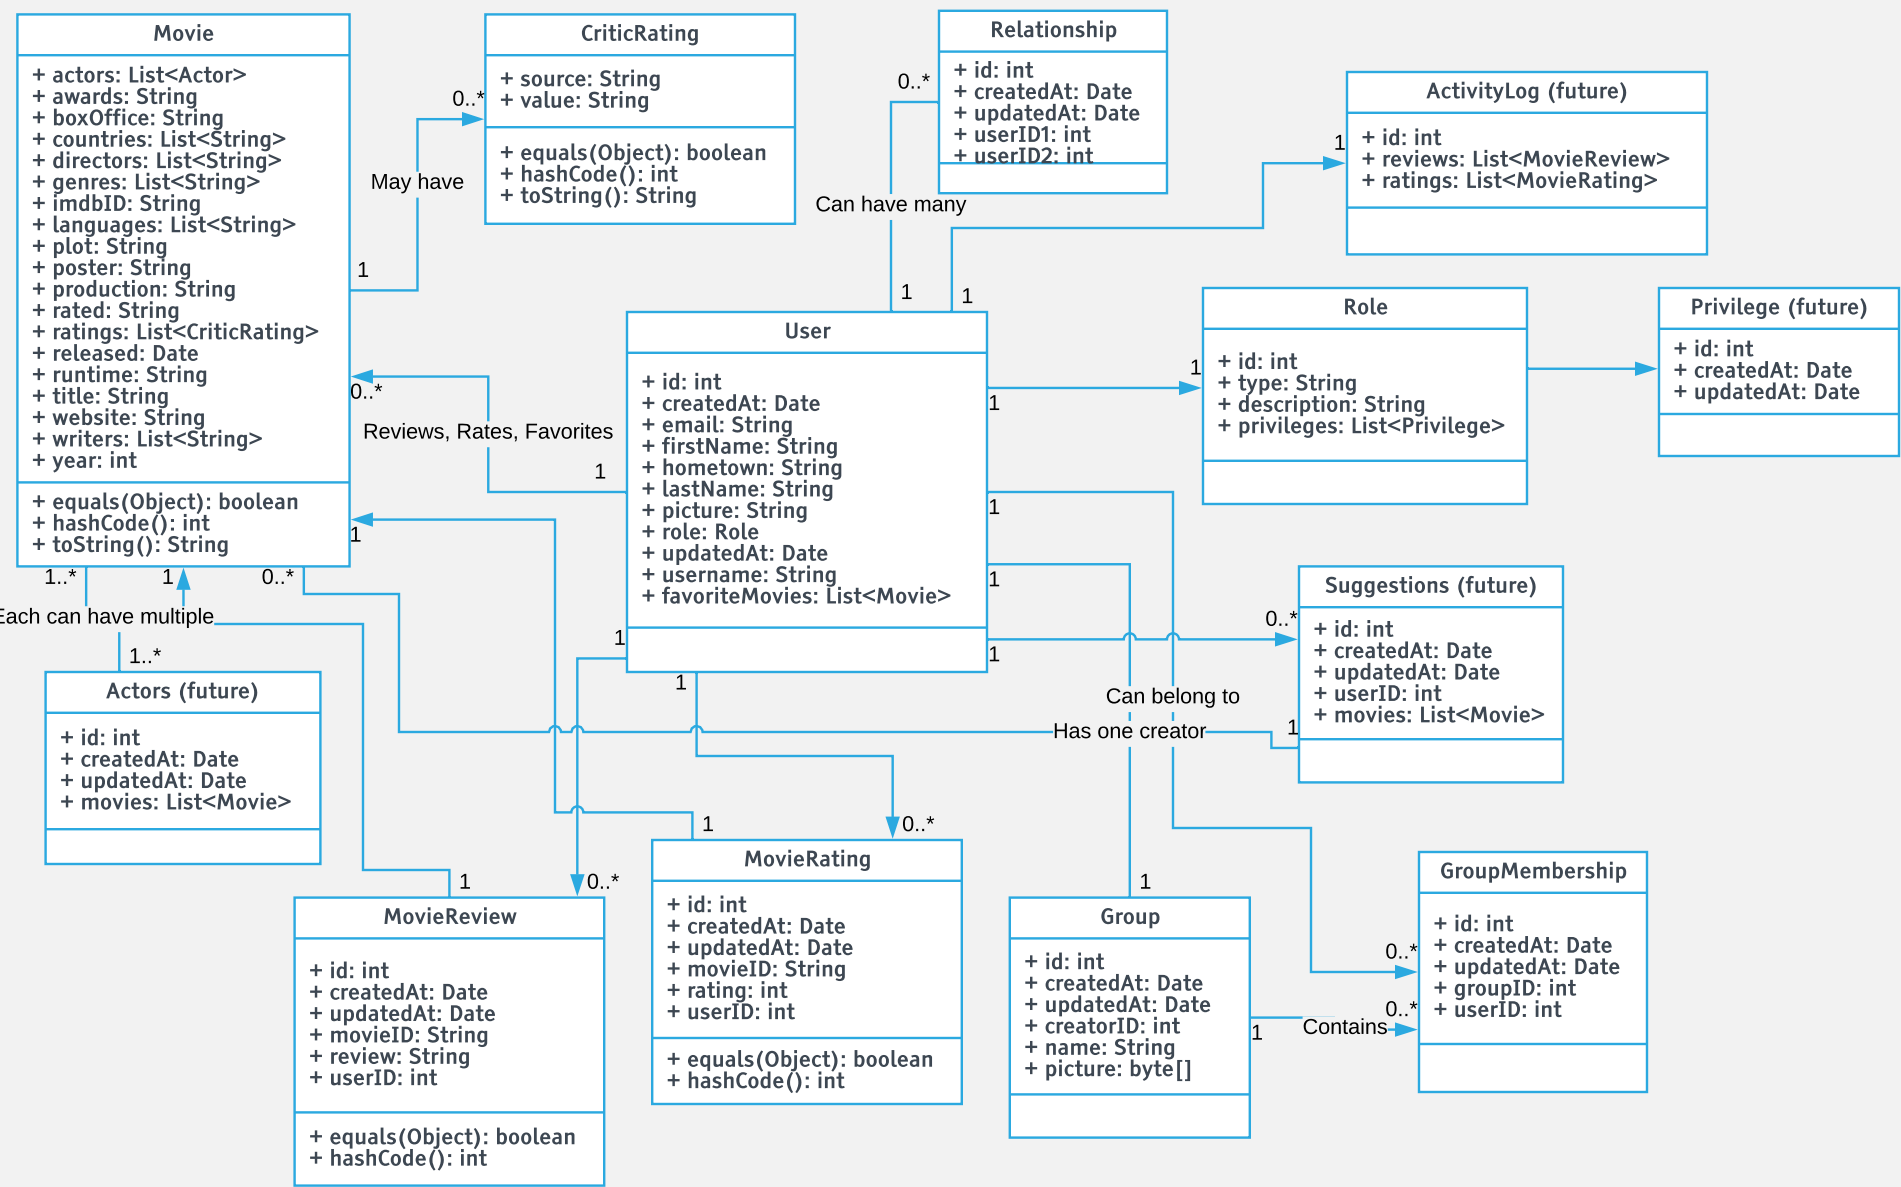 Movie
+ actors: List<Actor>
+ awards: String
+ boxOffice: String
+ countries: List<String>
+ directors: List<String>
+ genres: List<String>
+ imdbID: String
+ languages: List<String>
+ plot: String
+ poster: String
+ production: String
+ rated: String
+ ratings: List<CriticRating>
+ released: Date
+ runtime: String
+ title: String
+ website: String
+ writers: List<String>
+ year: int
+ equals(Object): boolean
+ hashCode(): int
+ toString(): String
CriticRating
+ source: String
+ value: String
+ equals(Object): boolean
+ hashCode(): int
+ toString(): String
0..*
May have
1
Relationship
+ id: int
+ createdAt: Date
+ updatedAt: Date
+ userID1: int
+ userID2: int
0..*
Can have many
1
1
ActivityLog (future)
+ id: int
+ reviews: List<MovieReview>
+ ratings: List<MovieRating>
1
User
+ id: int
+ createdAt: Date
+ email: String
+ firstName: String
+ hometown: String
+ lastName: String
+ picture: String
+ role: Role
+ updatedAt: Date
+ username: String
+ favoriteMovies: List<Movie>
Role
+ id: int
+ type: String
+ description: String
+ privileges: List<Privilege>
1
1
Privilege (future)
+ id: int
+ createdAt: Date
+ updatedAt: Date
0..*
Reviews, Rates, Favorites
1
1
1
1
1
1..*
1
0..*
Each can have multiple
1..*
1
1
1
Suggestions (future)
+ id: int
+ createdAt: Date
+ updatedAt: Date
+ userID: int
+ movies: List<Movie>
0..*
1
Can belong to
Has one creator
Actors (future)
+ id: int
+ createdAt: Date
+ updatedAt: Date
+ movies: List<Movie>
1
0..*
MovieRating
+ id: int
+ createdAt: Date
+ updatedAt: Date
+ movieID: String
+ rating: int
+ userID: int
+ equals(Object): boolean
+ hashCode(): int
1
0..*
MovieReview
+ id: int
+ createdAt: Date
+ updatedAt: Date
+ movieID: String
+ review: String
+ userID: int
+ equals(Object): boolean
+ hashCode(): int
1
Group
+ id: int
+ createdAt: Date
+ updatedAt: Date
+ creatorID: int
+ name: String
+ picture: byte[]
1
Contains
0..*
0..*
GroupMembership
+ id: int
+ createdAt: Date
+ updatedAt: Date
+ groupID: int
+ userID: int